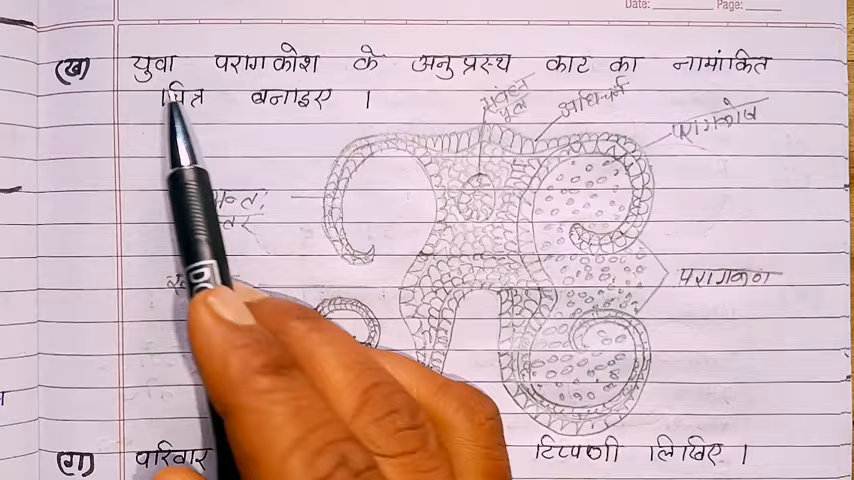 Date: Page:
(ख) युवा परागकोश के अनुप्रस्थ काट का नामांकित
चित्र बनाइए ।
संवहन
पूल
अधिचर्म
परागकोष
परागकण
(ग) परिवार टिप्पणी लिखिए ।